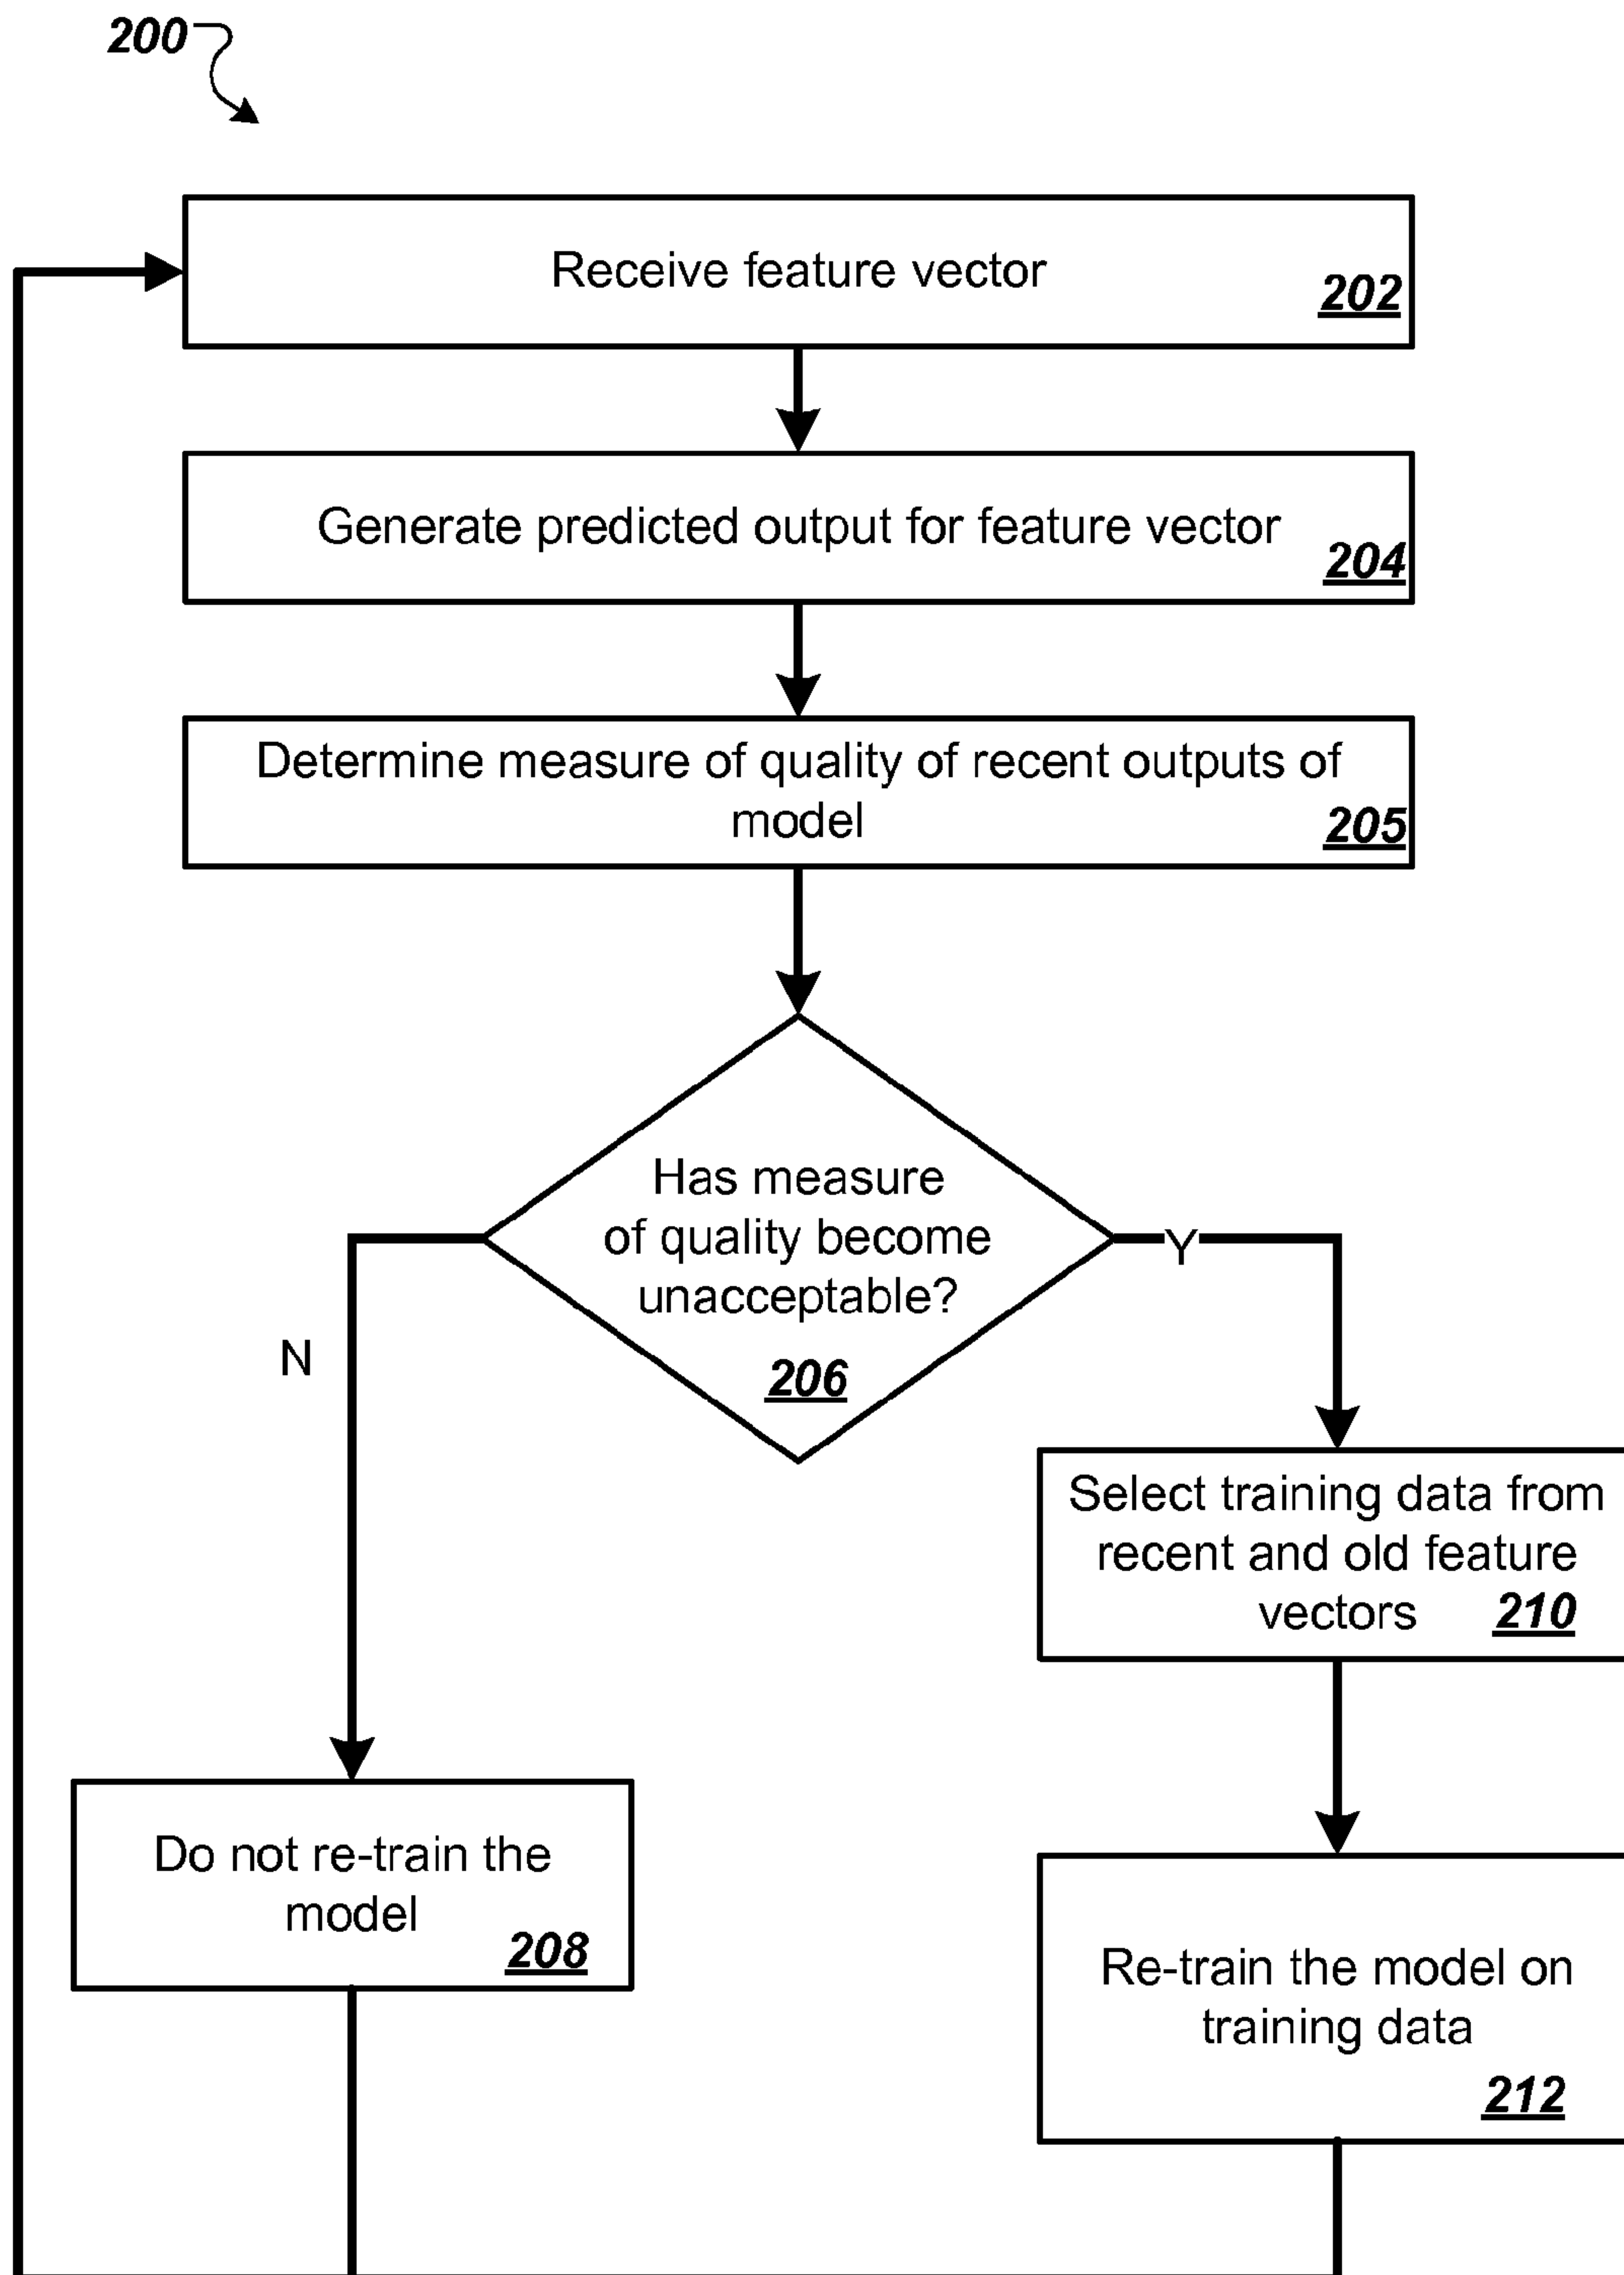 200
Receive feature vector
202
Generate predicted output for feature vector
204
Determine measure of quality of recent outputs of
model
205
Has measure
of quality become
unacceptable?
206
Y
N
Select training data from
recent and old feature
vectors 210
Do not re-train the
model
208
Re-train the model on
training data
212